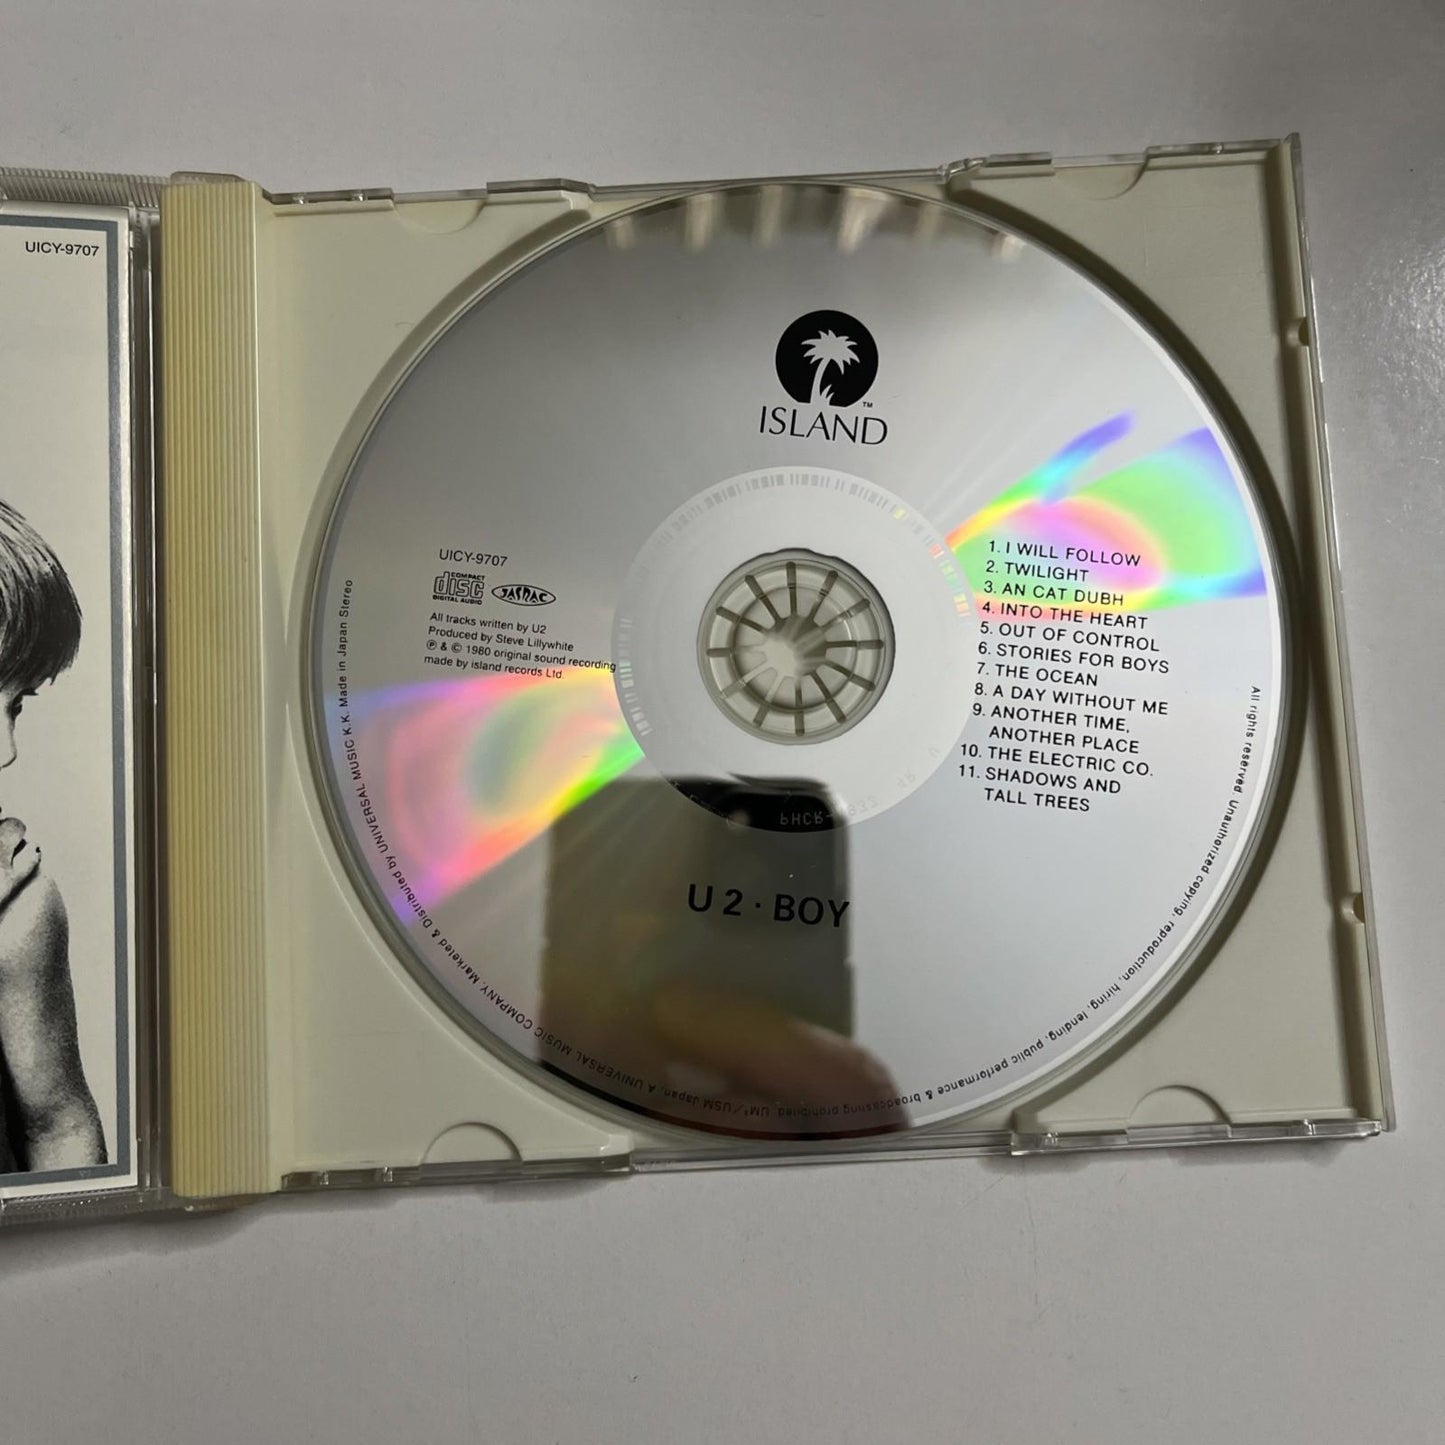 UICY-9707
ISLAND
TM
UICY-9707
COMPACT
disc
DIGITAL AUDIO
JASRAC
All tracks written by U2
Produced by Steve Lillywhite
℗ & © 1980 original sound recording
made by island records Ltd.
1. I WILL FOLLOW
2. TWILIGHT
3. AN CAT DUBH
4. INTO THE HEART
5. OUT OF CONTROL
6. STORIES FOR BOYS
7. THE OCEAN
8. A DAY WITHOUT ME
9. ANOTHER TIME,
ANOTHER PLACE
10. THE ELECTRIC CO.
11. SHADOWS AND
TALL TREES
U2·BOY
All rights reserved. Unauthorized copying, reproduction, hiring, lending, public performance & broadcasting prohibited. UM³/USM Japan, A UNIVERSAL MUSIC COMPANY. Marketed & Distributed by UNIVERSAL MUSIC K.K. Made in Japan Stereo